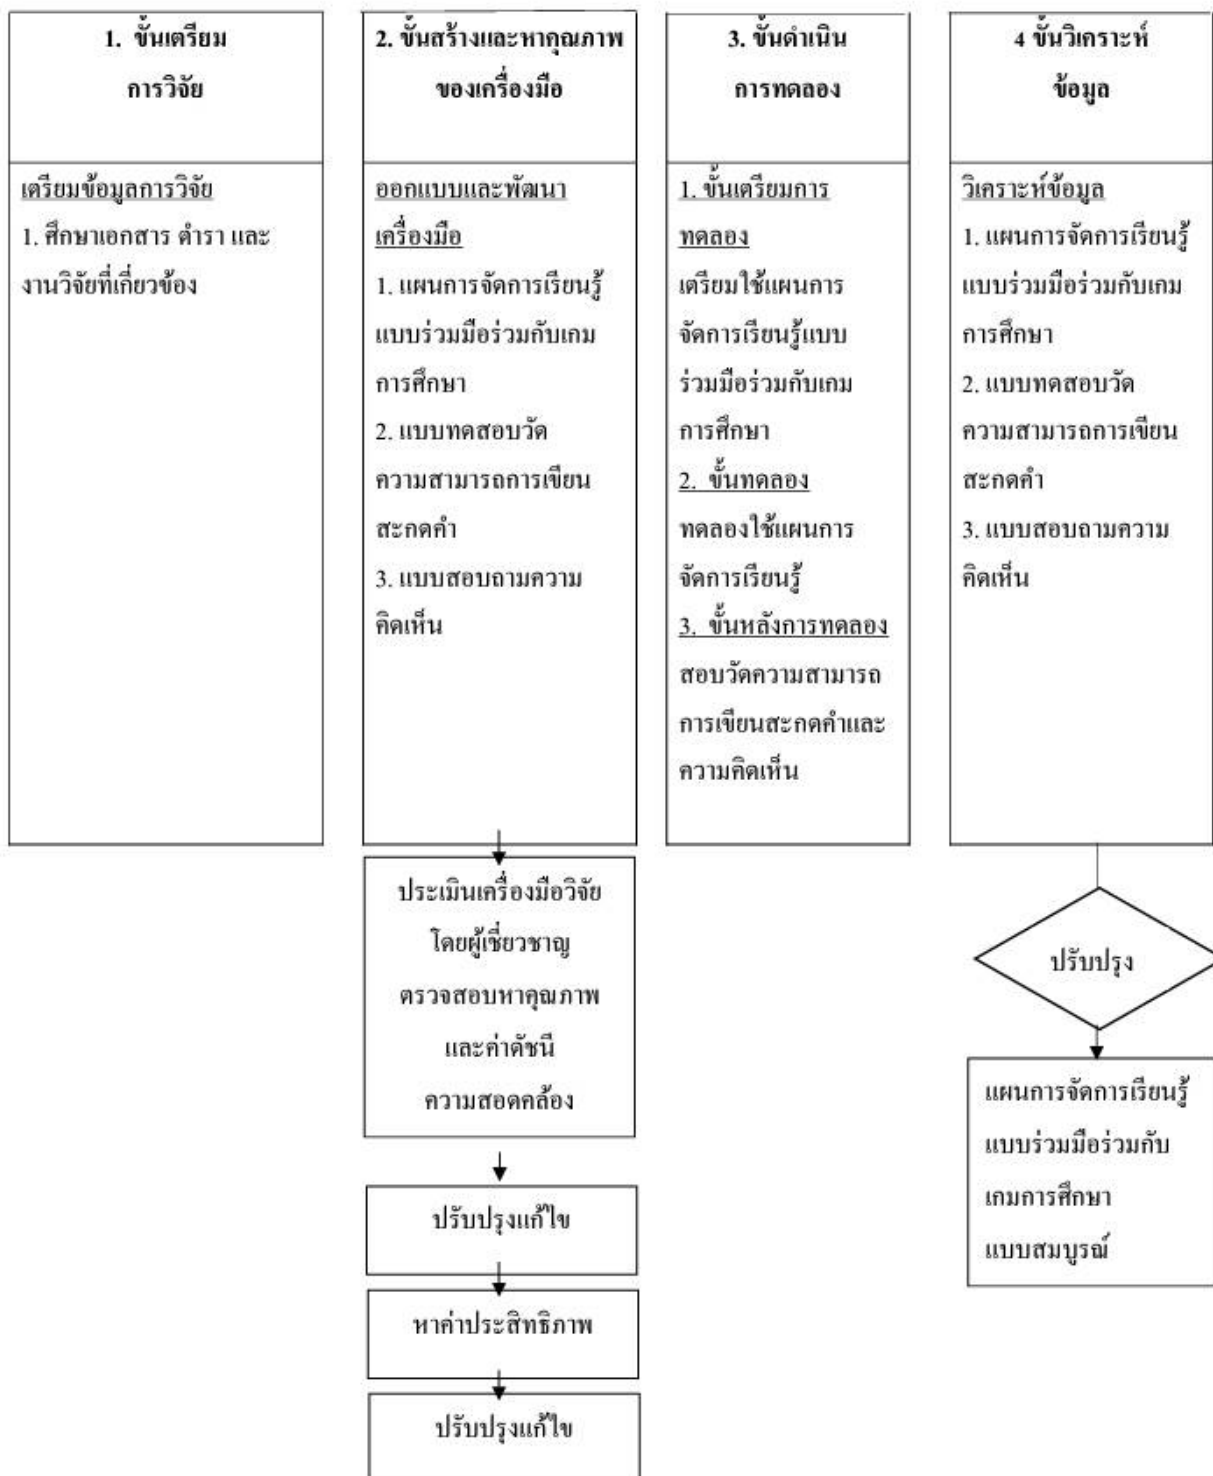 1. ขั้นเตรียม
การวิจัย
2. ขั้นสร้างและหาคุณภาพ
ของเครื่องมือ
3. ขั้นดำเนิน
การทดลอง
4 ขั้นวิเคราะห์
ข้อมูล
เตรียมข้อมูลการวิจัย
1. ศึกษาเอกสาร ตำรา และ
งานวิจัยที่เกี่ยวข้อง
ออกแบบและพัฒนา
เครื่องมือ
1. แผนการจัดการเรียนรู้
แบบร่วมมือร่วมกับเกม
การศึกษา
2. แบบทดสอบวัด
ความสามารถการเขียน
สะกดคำ
3. แบบสอบถามความ
คิดเห็น
1. ขั้นเตรียมการ
ทดลอง
เตรียมใช้แผนการ
จัดการเรียนรู้แบบ
ร่วมมือร่วมกับเกม
การศึกษา
2. ขั้นทดลอง
ทดลองใช้แผนการ
จัดการเรียนรู้
3. ขั้นหลังการทดลอง
สอบวัดความสามารถ
การเขียนสะกดคำและ
ความคิดเห็น
วิเคราะห์ข้อมูล
1. แผนการจัดการเรียนรู้
แบบร่วมมือร่วมกับเกม
การศึกษา
2. แบบทดสอบวัด
ความสามารถการเขียน
สะกดคำ
3. แบบสอบถามความ
คิดเห็น
ประเมินเครื่องมือวิจัย
โดยผู้เชี่ยวชาญ
ตรวจสอบหาคุณภาพ
และค่าดัชนี
ความสอดคล้อง
ปรับปรุงแก้ไข
หาค่าประสิทธิภาพ
ปรับปรุงแก้ไข
ปรับปรุง
แผนการจัดการเรียนรู้
แบบร่วมมือร่วมกับ
เกมการศึกษา
แบบสมบูรณ์